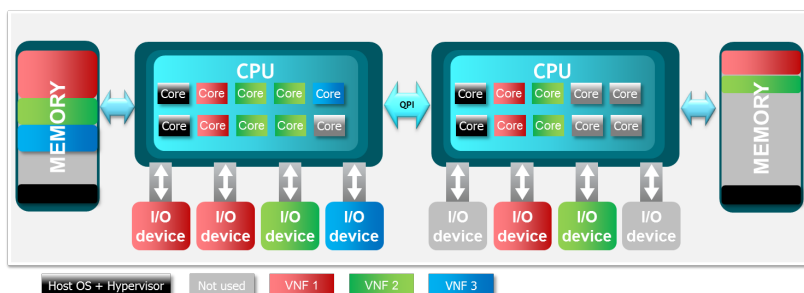 MEMORY
CPU
Core Core Core Core Core
Core Core Core Core Core
I/O device
I/O device
I/O device
I/O device
QPI
CPU
Core Core Core Core Core
Core Core Core Core Core
I/O device
I/O device
I/O device
I/O device
MEMORY
Host OS + Hypervisor
Not used
VNF 1
VNF 2
VNF 3